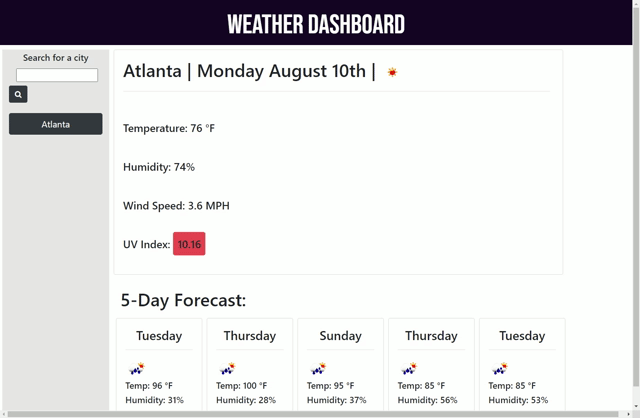 WEATHER DASHBOARD
Search for a city
Atlanta
Atlanta | Monday August 10th |
Temperature: 76 °F
Humidity: 74%
Wind Speed: 3.6 MPH
UV Index: 10.16
5-Day Forecast:
Tuesday Thursday Sunday Thursday Tuesday
Temp: 96 °F Temp: 100 °F Temp: 95 °F Temp: 85 °F Temp: 85 °F
Humidity: 31% Humidity: 28% Humidity: 37% Humidity: 56% Humidity: 53%